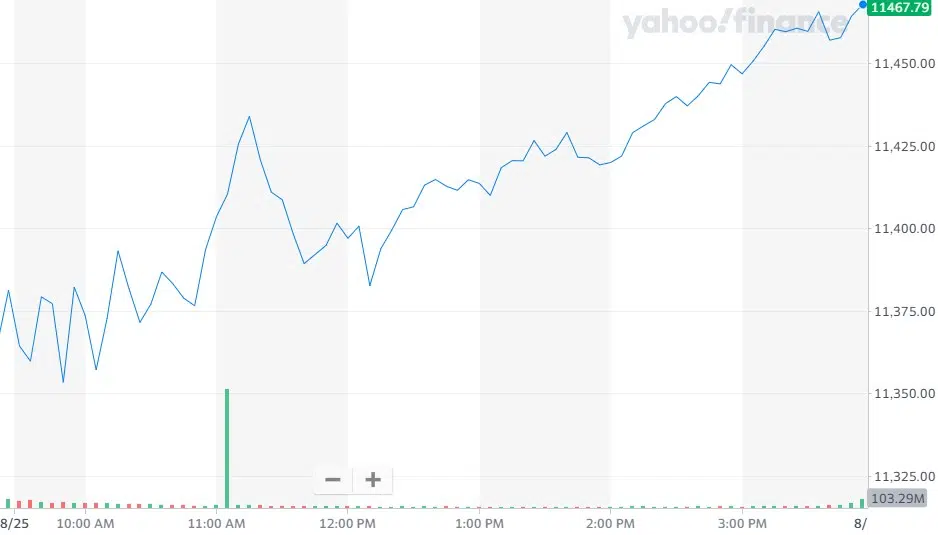 11467.79
yahoo!finance
11,450.00
11,425.00
11,400.00
11,375.00
11,350.00
11,325.00
103.29M
8/25 10:00 AM 11:00 AM 12:00 PM 1:00 PM 2:00 PM 3:00 PM 8/